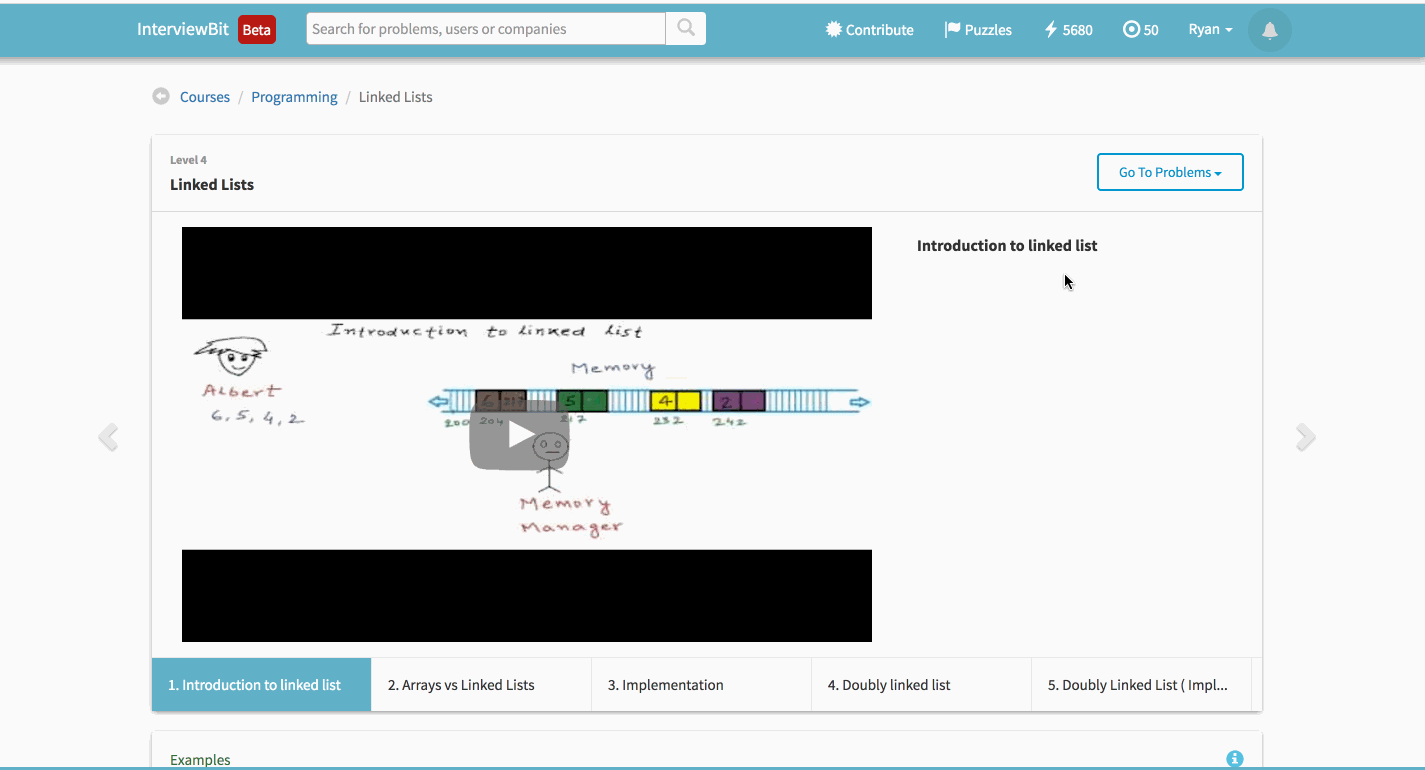 InterviewBit Beta
Search for problems, users or companies
Contribute
Puzzles
5680
50
Ryan
Courses / Programming / Linked Lists
Level 4
Linked Lists
Go To Problems
Introduction to linked list
Introduction to linked list
Albert
6, 5, 4, 2
Memory
6 217 5 4 2
200 204 217 232 242
Memory
Manager
1. Introduction to linked list
2. Arrays vs Linked Lists
3. Implementation
4. Doubly linked list
5. Doubly Linked List ( Impl...
Examples